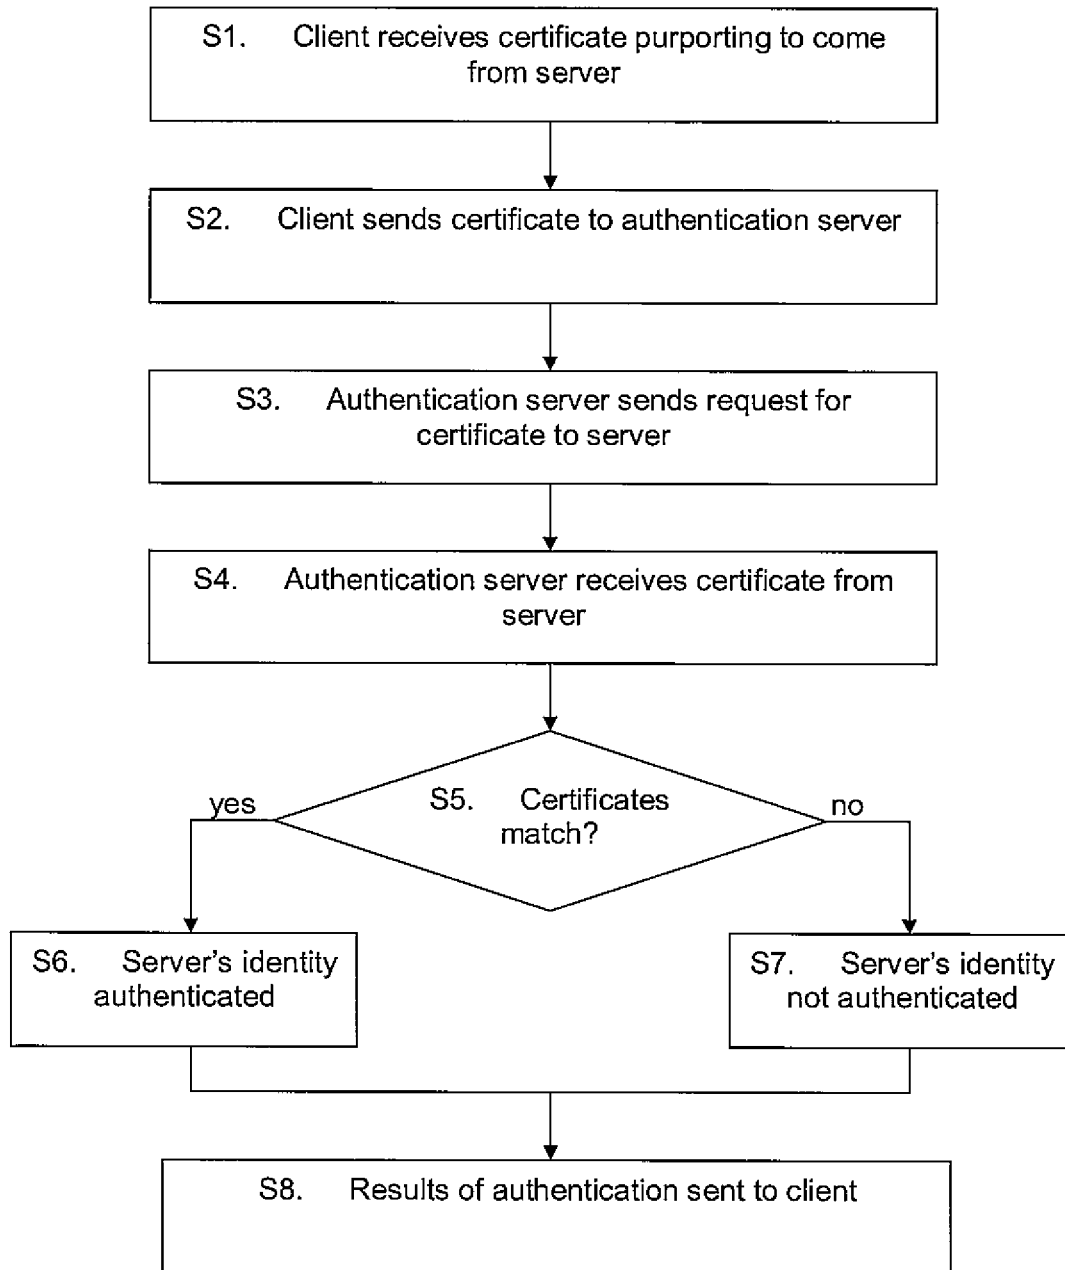 S1. Client receives certificate purporting to come
from server
S2. Client sends certificate to authentication server
S3. Authentication server sends request for
certificate to server
S4. Authentication server receives certificate from
server
S5. Certificates
match?
yes
no
S6. Server's identity
authenticated
S7. Server's identity
not authenticated
S8. Results of authentication sent to client